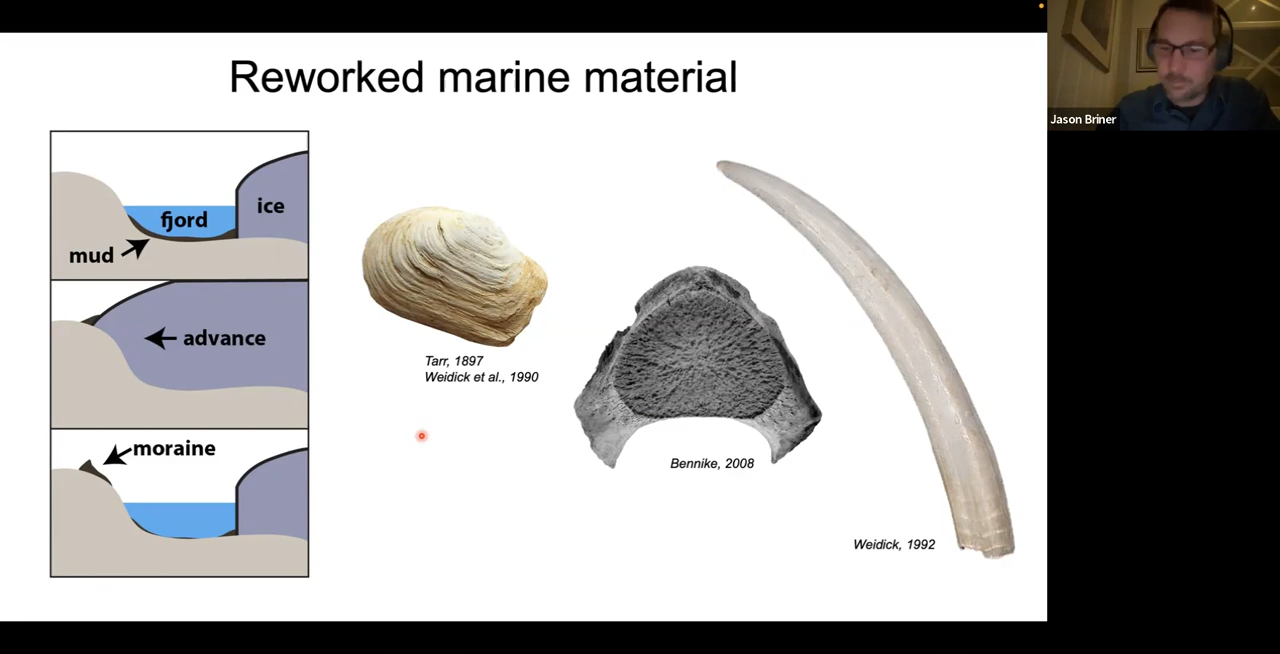 Reworked marine material
Jason Briner
fjord
ice
mud
advance
moraine
Tarr, 1897
Weidick et al., 1990
Bennike, 2008
Weidick, 1992